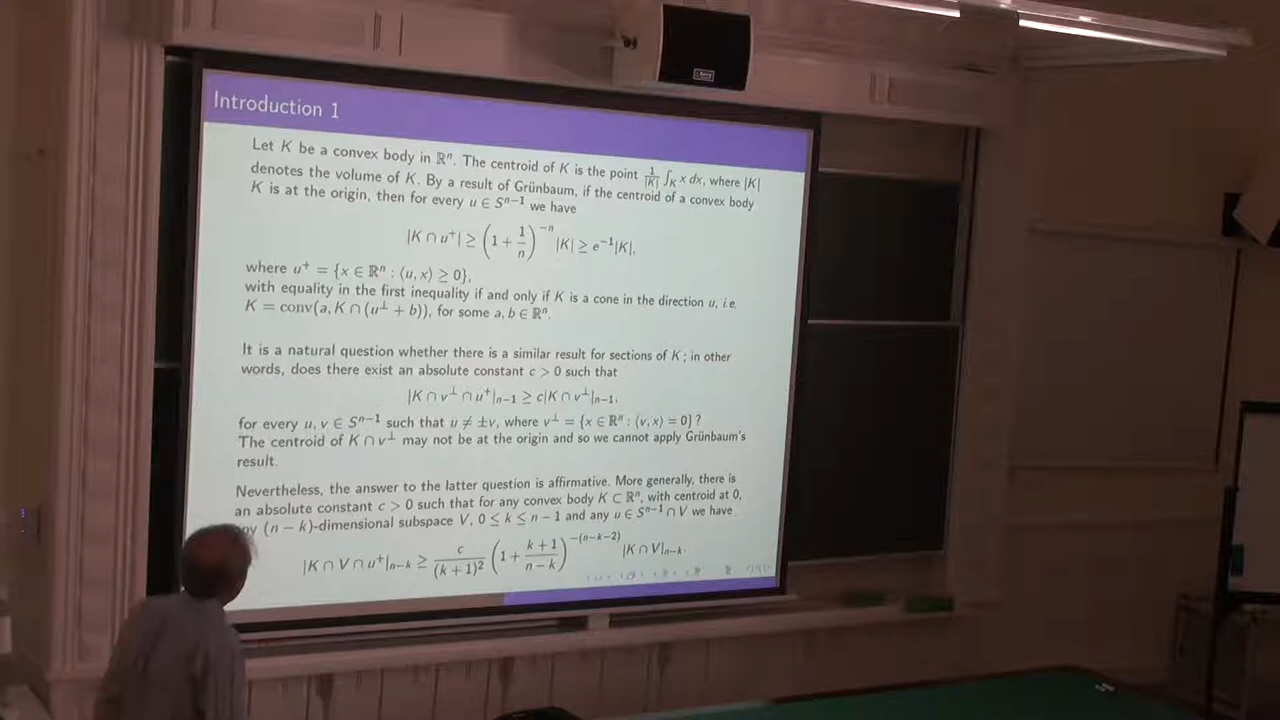 Introduction 1
Let K be a convex body in ℝⁿ. The centroid of K is the point 1/|K| ∫_K x dx, where |K|
denotes the volume of K. By a result of Grünbaum, if the centroid of a convex body
K is at the origin, then for every u ∈ Sⁿ⁻¹ we have
|K ∩ u⁺| ≥ (1 + 1/n)⁻ⁿ |K| ≥ e⁻¹|K|,
where u⁺ = {x ∈ ℝⁿ : ⟨u, x⟩ ≥ 0},
with equality in the first inequality if and only if K is a cone in the direction u, i.e.
K = conv(a, K ∩ (u^⊥ + b)), for some a, b ∈ ℝⁿ.
It is a natural question whether there is a similar result for sections of K; in other
words, does there exist an absolute constant c > 0 such that
|K ∩ v^⊥ ∩ u⁺|ₙ₋₁ ≥ c|K ∩ v^⊥|ₙ₋₁,
for every u, v ∈ Sⁿ⁻¹ such that u ≠ ±v, where v^⊥ = {x ∈ ℝⁿ : ⟨v, x⟩ = 0}?
The centroid of K ∩ v^⊥ may not be at the origin and so we cannot apply Grünbaum's
result.
Nevertheless, the answer to the latter question is affirmative. More generally, there is
an absolute constant c > 0 such that for any convex body K ⊂ ℝⁿ, with centroid at 0,
(n − k)-dimensional subspace V, 0 ≤ k ≤ n − 1 and any u ∈ Sⁿ⁻¹ ∩ V we have
|K ∩ V ∩ u⁺|ₙ₋ₖ ≥ c/(k+1)² (1 + (k+1)/(n−k))^{−(n−k−2)} |K ∩ V|ₙ₋ₖ.